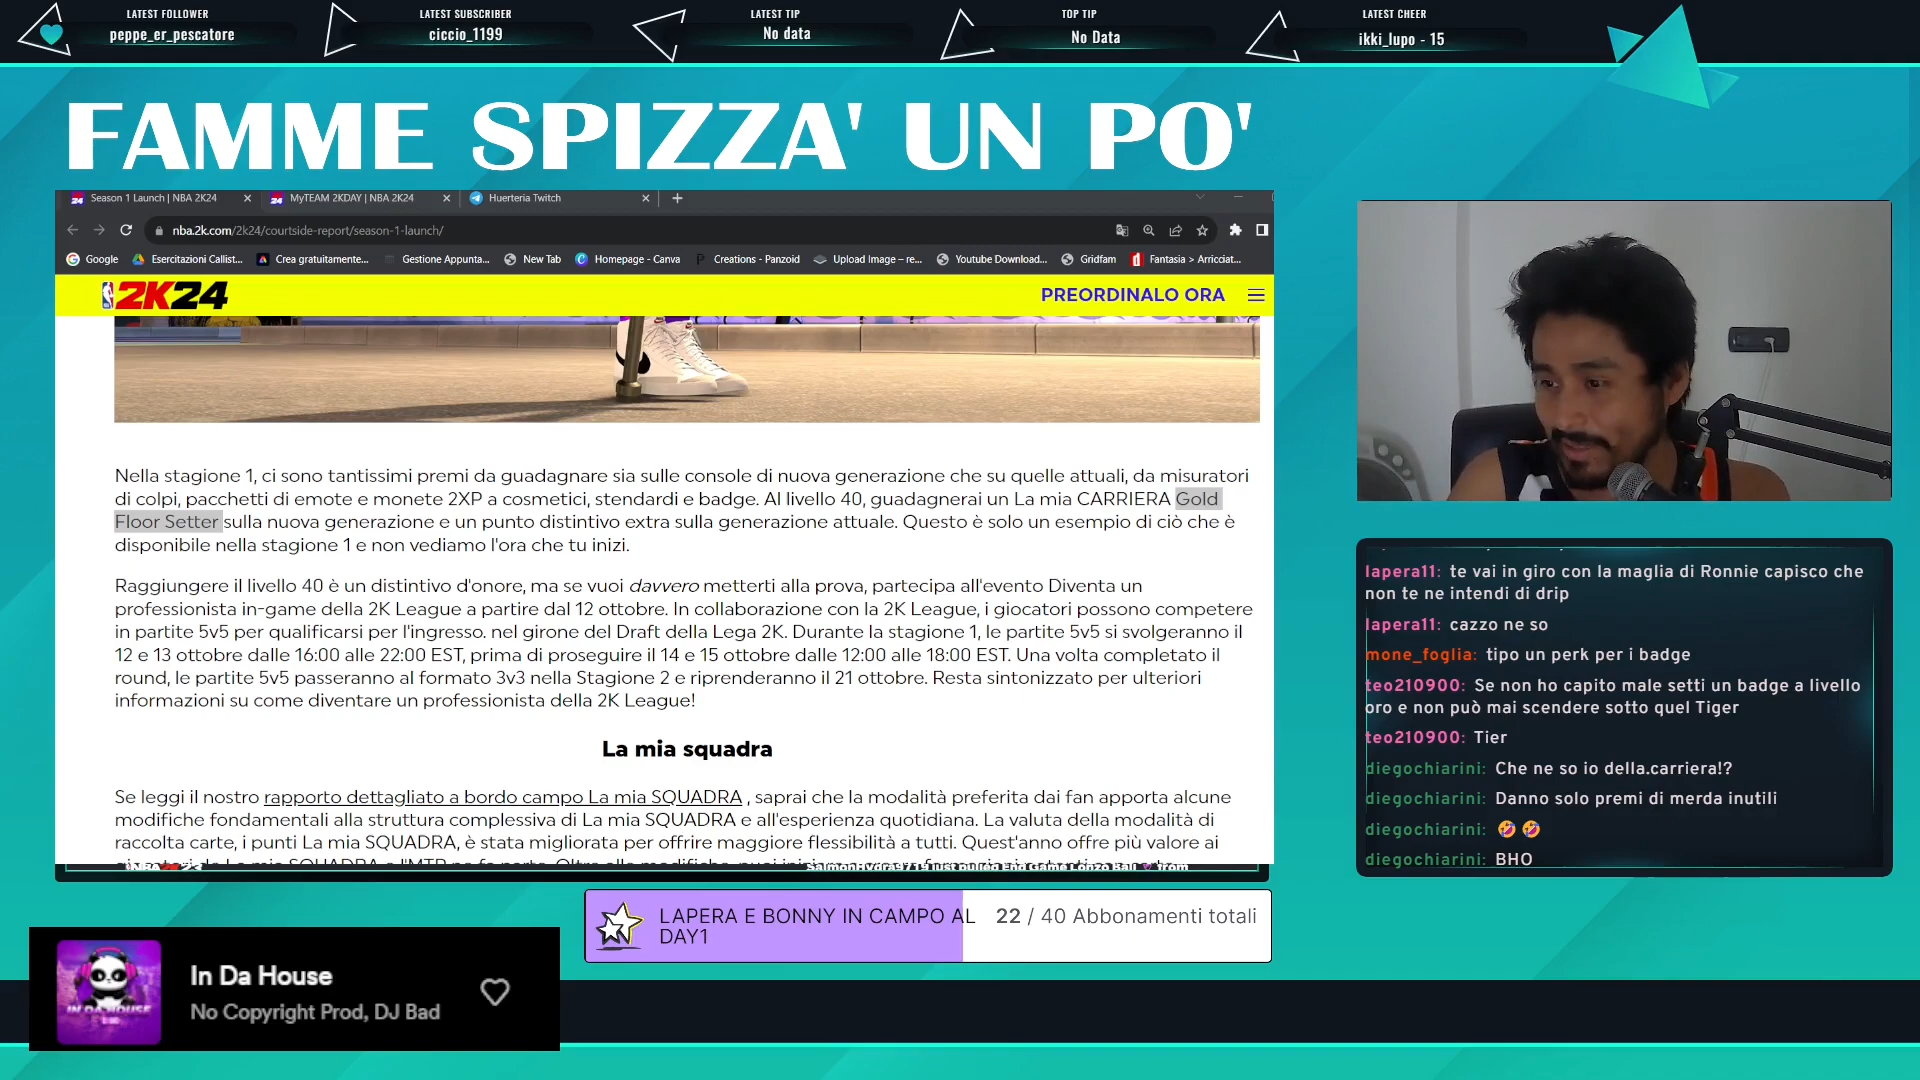 LATEST FOLLOWER
peppe_er_pescatore
LATEST SUBSCRIBER
ciccio_1199
LATEST TIP
No data
TOP TIP
No Data
LATEST CHEER
ikki_lupo - 15
FAMME SPIZZA' UN PO'
Season 1 Launch | NBA 2K24
MyTEAM 2KDAY | NBA 2K24
Huerteria Twitch
nba.2k.com/2k24/courtside-report/season-1-launch/
Google
Esercitazioni Callist...
Crea gratuitamente...
Gestione Appunta...
New Tab
Homepage - Canva
Creations - Panzoid
Upload Image – re...
Youtube Download...
Gridfam
Fantasia > Arricciat...
2K24
PREORDINALO ORA
Nella stagione 1, ci sono tantissimi premi da guadagnare sia sulle console di nuova generazione che su quelle attuali, da misuratori
di colpi, pacchetti di emote e monete 2XP a cosmetici, stendardi e badge. Al livello 40, guadagnerai un La mia CARRIERA Gold
Floor Setter sulla nuova generazione e un punto distintivo extra sulla generazione attuale. Questo è solo un esempio di ciò che è
disponibile nella stagione 1 e non vediamo l'ora che tu inizi.
Raggiungere il livello 40 è un distintivo d'onore, ma se vuoi davvero metterti alla prova, partecipa all'evento Diventa un
professionista in-game della 2K League a partire dal 12 ottobre. In collaborazione con la 2K League, i giocatori possono competere
in partite 5v5 per qualificarsi per l'ingresso. nel girone del Draft della Lega 2K. Durante la stagione 1, le partite 5v5 si svolgeranno il
12 e 13 ottobre dalle 16:00 alle 22:00 EST, prima di proseguire il 14 e 15 ottobre dalle 12:00 alle 18:00 EST. Una volta completato il
round, le partite 5v5 passeranno al formato 3v3 nella Stagione 2 e riprenderanno il 21 ottobre. Resta sintonizzato per ulteriori
informazioni su come diventare un professionista della 2K League!
La mia squadra
Se leggi il nostro rapporto dettagliato a bordo campo La mia SQUADRA , saprai che la modalità preferita dai fan apporta alcune
modifiche fondamentali alla struttura complessiva di La mia SQUADRA e all'esperienza quotidiana. La valuta della modalità di
raccolta carte, i punti La mia SQUADRA, è stata migliorata per offrire maggiore flessibilità a tutti. Quest'anno offre più valore ai
lapera11: te vai in giro con la maglia di Ronnie capisco che
non te ne intendi di drip
lapera11: cazzo ne so
mone_foglia: tipo un perk per i badge
teo210900: Se non ho capito male setti un badge a livello
oro e non può mai scendere sotto quel Tiger
teo210900: Tier
diegochiarini: Che ne so io della.carriera!?
diegochiarini: Danno solo premi di merda inutili
diegochiarini: 🤣 🤣
diegochiarini: BHO
LAPERA E BONNY IN CAMPO AL
DAY1
22 / 40 Abbonamenti totali
IN DA HOUSE
In Da House
No Copyright Prod, DJ Bad